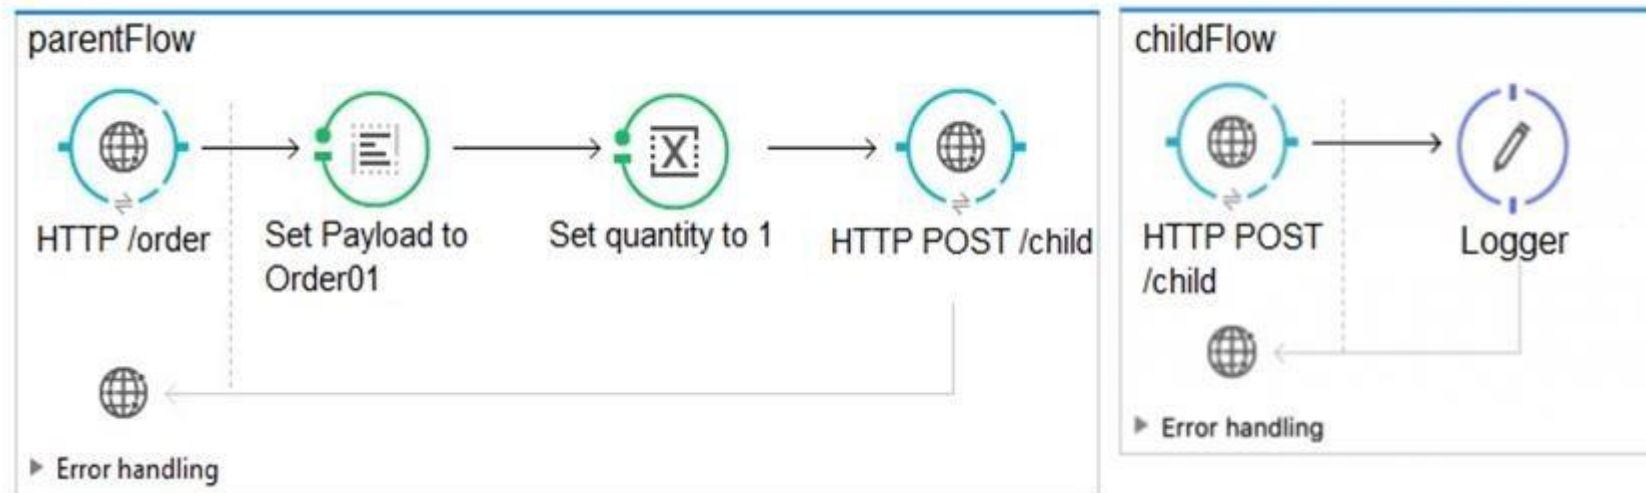 parentFlow
HTTP /order
Set Payload to
Order01
Set quantity to 1
HTTP POST /child
Error handling
childFlow
HTTP POST
/child
Logger
Error handling